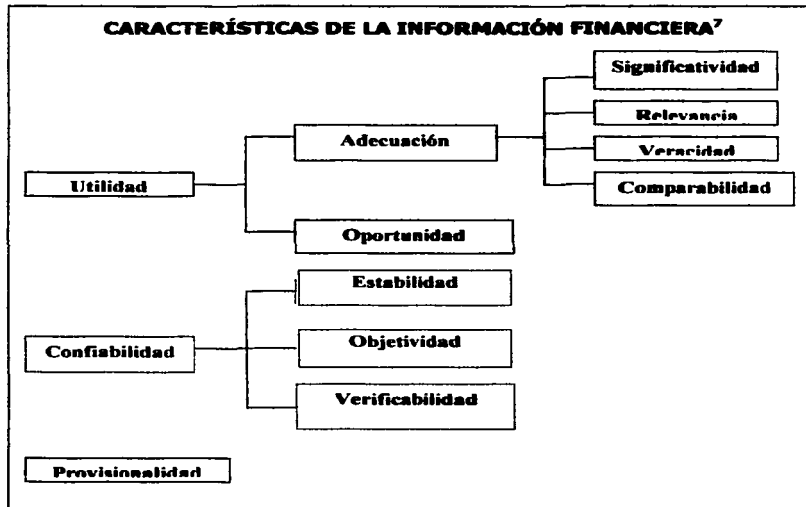 CARACTERÍSTICAS DE LA INFORMACIÓN FINANCIERA⁷
Significatividad
Relevancia
Adecuación
Veracidad
Utilidad
Comparabilidad
Oportunidad
Estabilidad
Confiabilidad
Objetividad
Verificabilidad
Provisionalidad